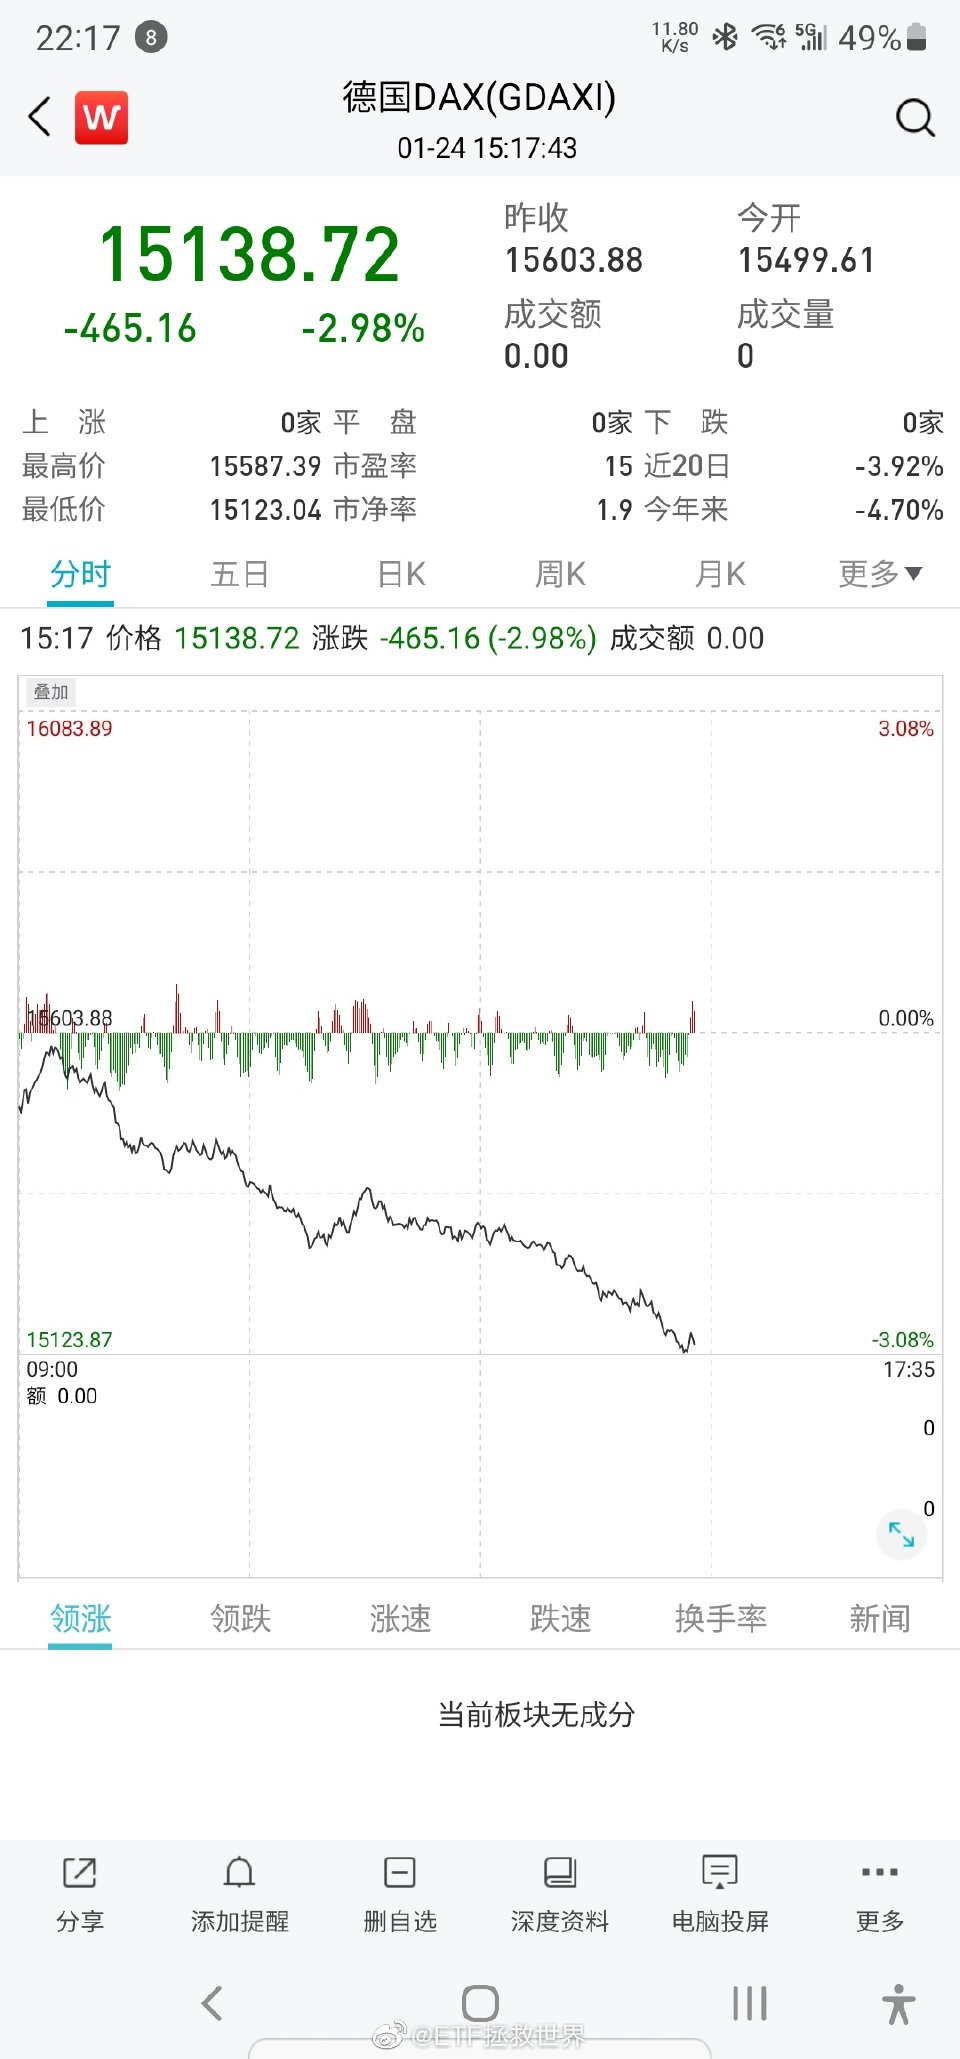 22:17 8 11.80 K/s 6 5G 49%
W 德国DAX(GDAXI)
01-24 15:17:43
15138.72
-465.16 -2.98%
昨收 今开
15603.88 15499.61
成交额 成交量
0.00 0
上 涨 0家 平 盘 0家 下 跌 0家
最高价 15587.39 市盈率 15 近20日 -3.92%
最低价 15123.04 市净率 1.9 今年来 -4.70%
分时 五日 日K 周K 月K 更多
15:17 价格 15138.72 涨跌 -465.16 (-2.98%) 成交额 0.00
叠加
16083.89 3.08%
15603.88 0.00%
15123.87 -3.08%
09:00 17:35
额 0.00
0
0
领涨 领跌 涨速 跌速 换手率 新闻
当前板块无成分
分享 添加提醒 删自选 深度资料 电脑投屏 更多
@ETF拯救世界